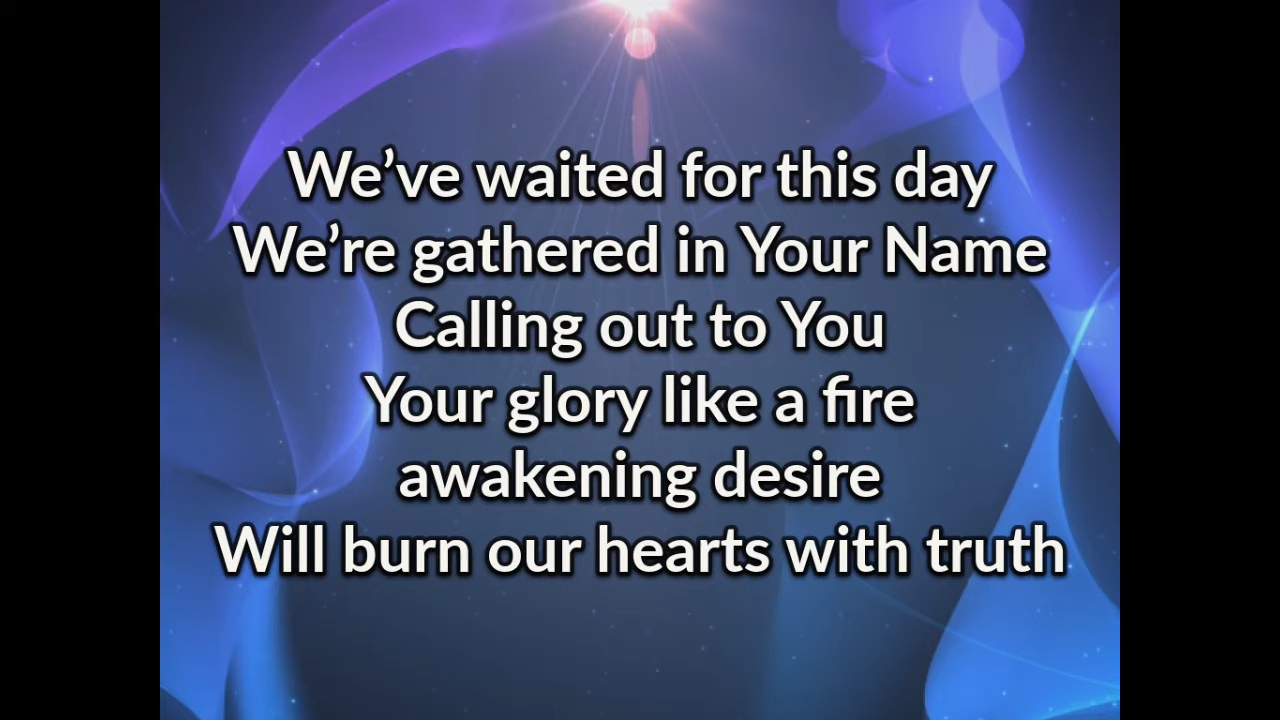 We’ve waited for this day
We’re gathered in Your Name
Calling out to You
Your glory like a fire
awakening desire
Will burn our hearts with truth